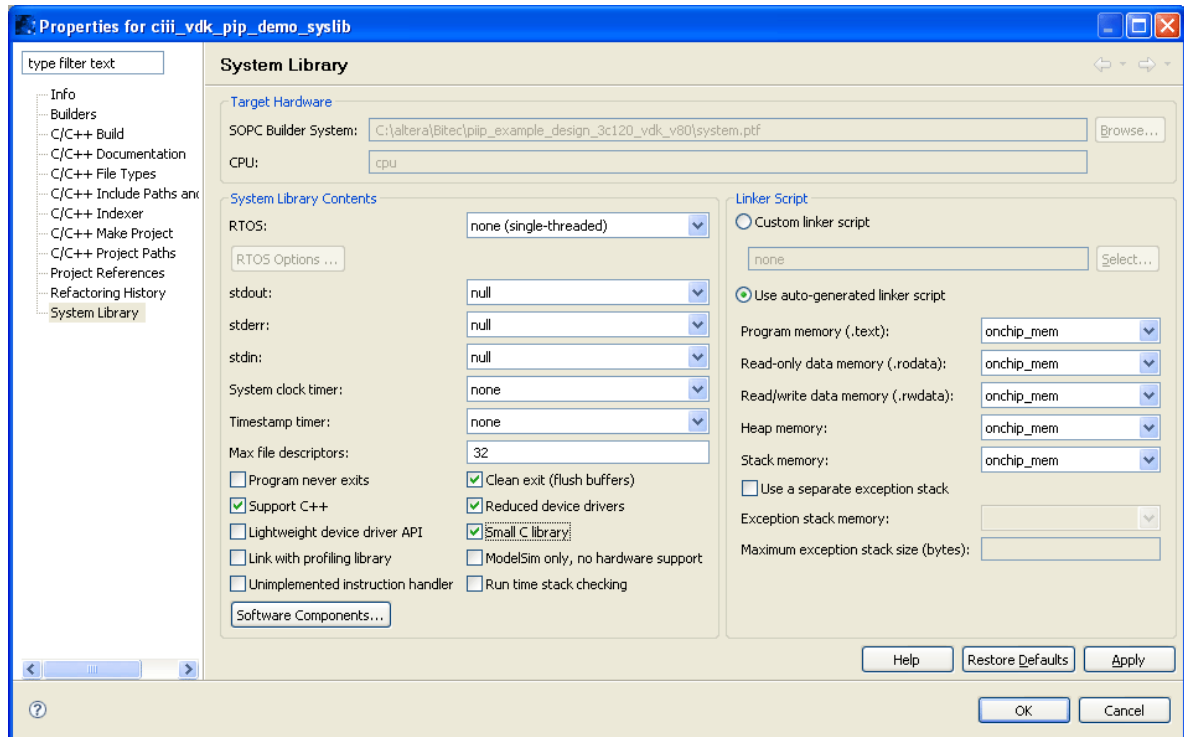 Properties for ciii_vdk_pip_demo_syslib
type filter text
Info
Builders
C/C++ Build
C/C++ Documentation
C/C++ File Types
C/C++ Include Paths and
C/C++ Indexer
C/C++ Make Project
C/C++ Project Paths
Project References
Refactoring History
System Library
System Library
Target Hardware
SOPC Builder System: C:\altera\Bitec\piip_example_design_3c120_vdk_v80\system.ptf Browse...
CPU: cpu
System Library Contents
RTOS: none (single-threaded)
RTOS Options ...
stdout: null
stderr: null
stdin: null
System clock timer: none
Timestamp timer: none
Max file descriptors: 32
Program never exits Clean exit (flush buffers)
Support C++ Reduced device drivers
Lightweight device driver API Small C library
Link with profiling library ModelSim only, no hardware support
Unimplemented instruction handler Run time stack checking
Software Components...
Linker Script
Custom linker script
none Select...
Use auto-generated linker script
Program memory (.text): onchip_mem
Read-only data memory (.rodata): onchip_mem
Read/write data memory (.rwdata): onchip_mem
Heap memory: onchip_mem
Stack memory: onchip_mem
Use a separate exception stack
Exception stack memory:
Maximum exception stack size (bytes):
Help Restore Defaults Apply
? OK Cancel